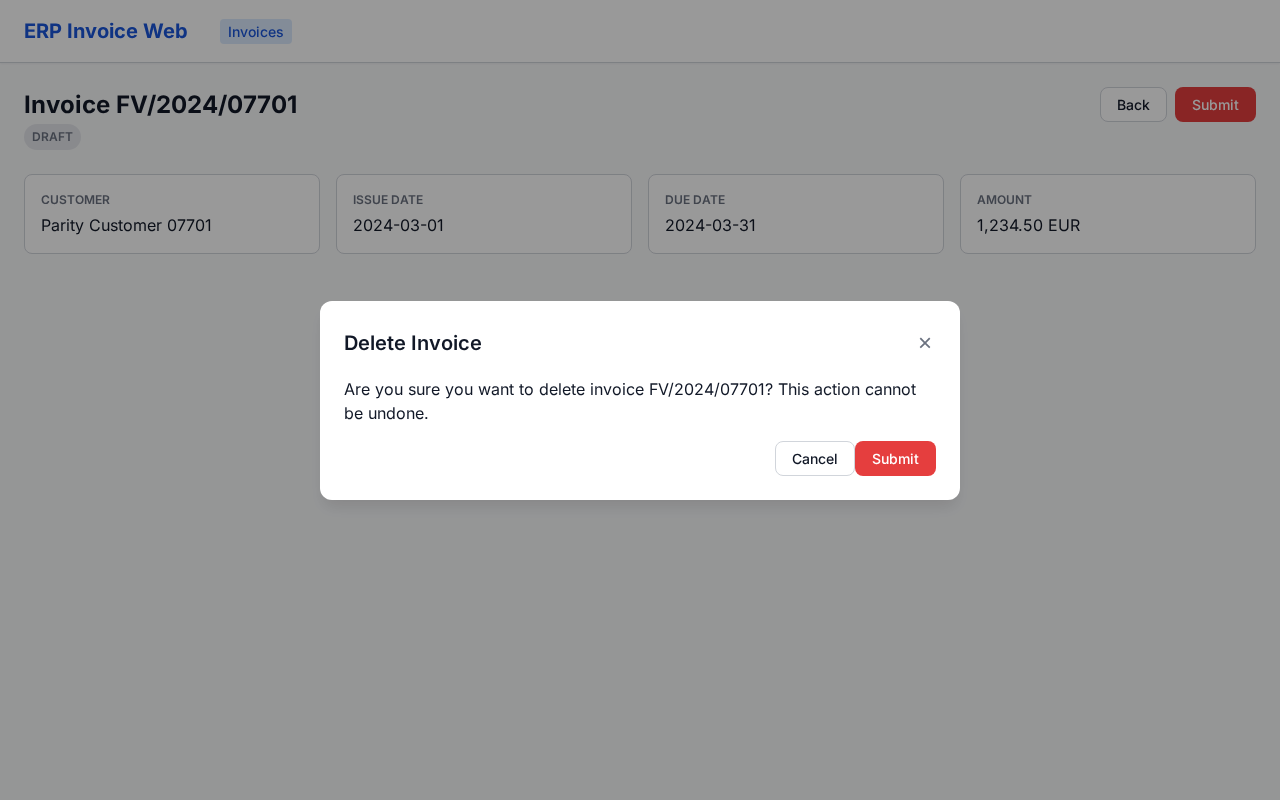 ERP Invoice Web
Invoices
Invoice FV/2024/07701
Back
Submit
DRAFT
CUSTOMER
Parity Customer 07701
ISSUE DATE
2024-03-01
DUE DATE
2024-03-31
AMOUNT
1,234.50 EUR
Delete Invoice
Are you sure you want to delete invoice FV/2024/07701? This action cannot
be undone.
Cancel
Submit